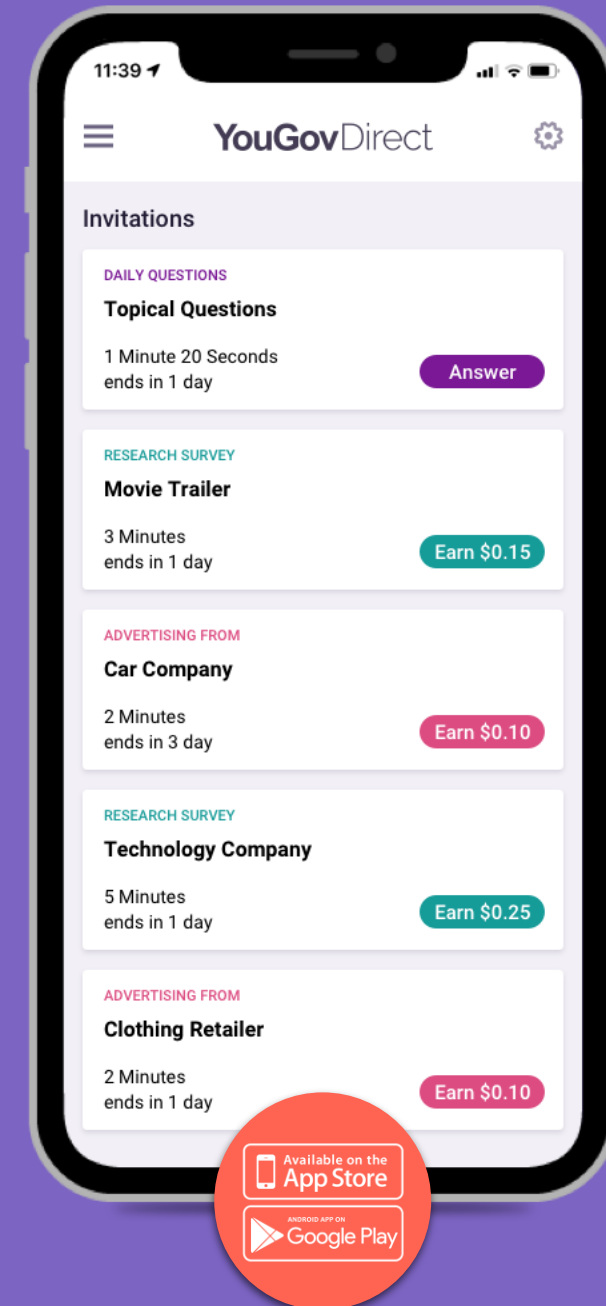 11:39
YouGovDirect
Invitations
DAILY QUESTIONS
Topical Questions
1 Minute 20 Seconds
ends in 1 day
Answer
RESEARCH SURVEY
Movie Trailer
3 Minutes
ends in 1 day
Earn $0.15
ADVERTISING FROM
Car Company
2 Minutes
ends in 3 day
Earn $0.10
RESEARCH SURVEY
Technology Company
5 Minutes
ends in 1 day
Earn $0.25
ADVERTISING FROM
Clothing Retailer
2 Minutes
ends in 1 day
Earn $0.10
Available on the
App Store
ANDROID APP ON
Google Play